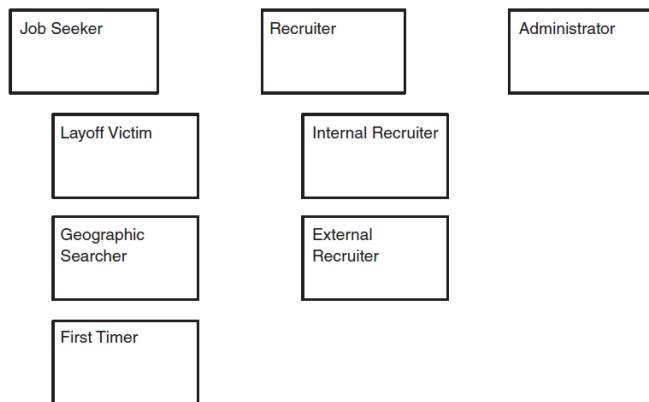 Job Seeker
Recruiter
Administrator
Layoff Victim
Internal Recruiter
Geographic
Searcher
External
Recruiter
First Timer